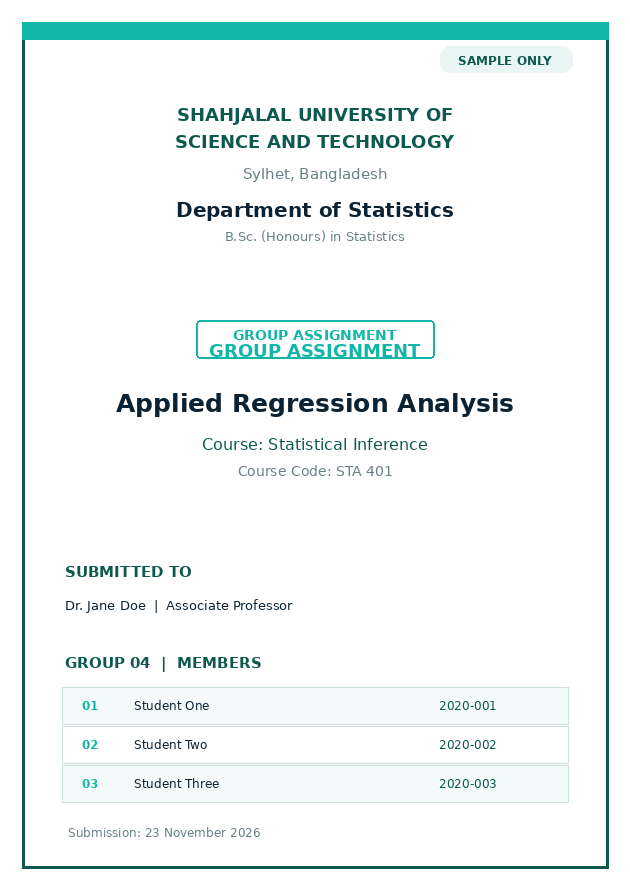 SAMPLE ONLY
SHAHJALAL UNIVERSITY OF
SCIENCE AND TECHNOLOGY
Sylhet, Bangladesh
Department of Statistics
B.Sc. (Honours) in Statistics
GROUP ASSIGNMENT
GROUP ASSIGNMENT
Applied Regression Analysis
Course: Statistical Inference
Course Code: STA 401
SUBMITTED TO
Dr. Jane Doe | Associate Professor
GROUP 04 | MEMBERS
01 Student One 2020-001
02 Student Two 2020-002
03 Student Three 2020-003
Submission: 23 November 2026